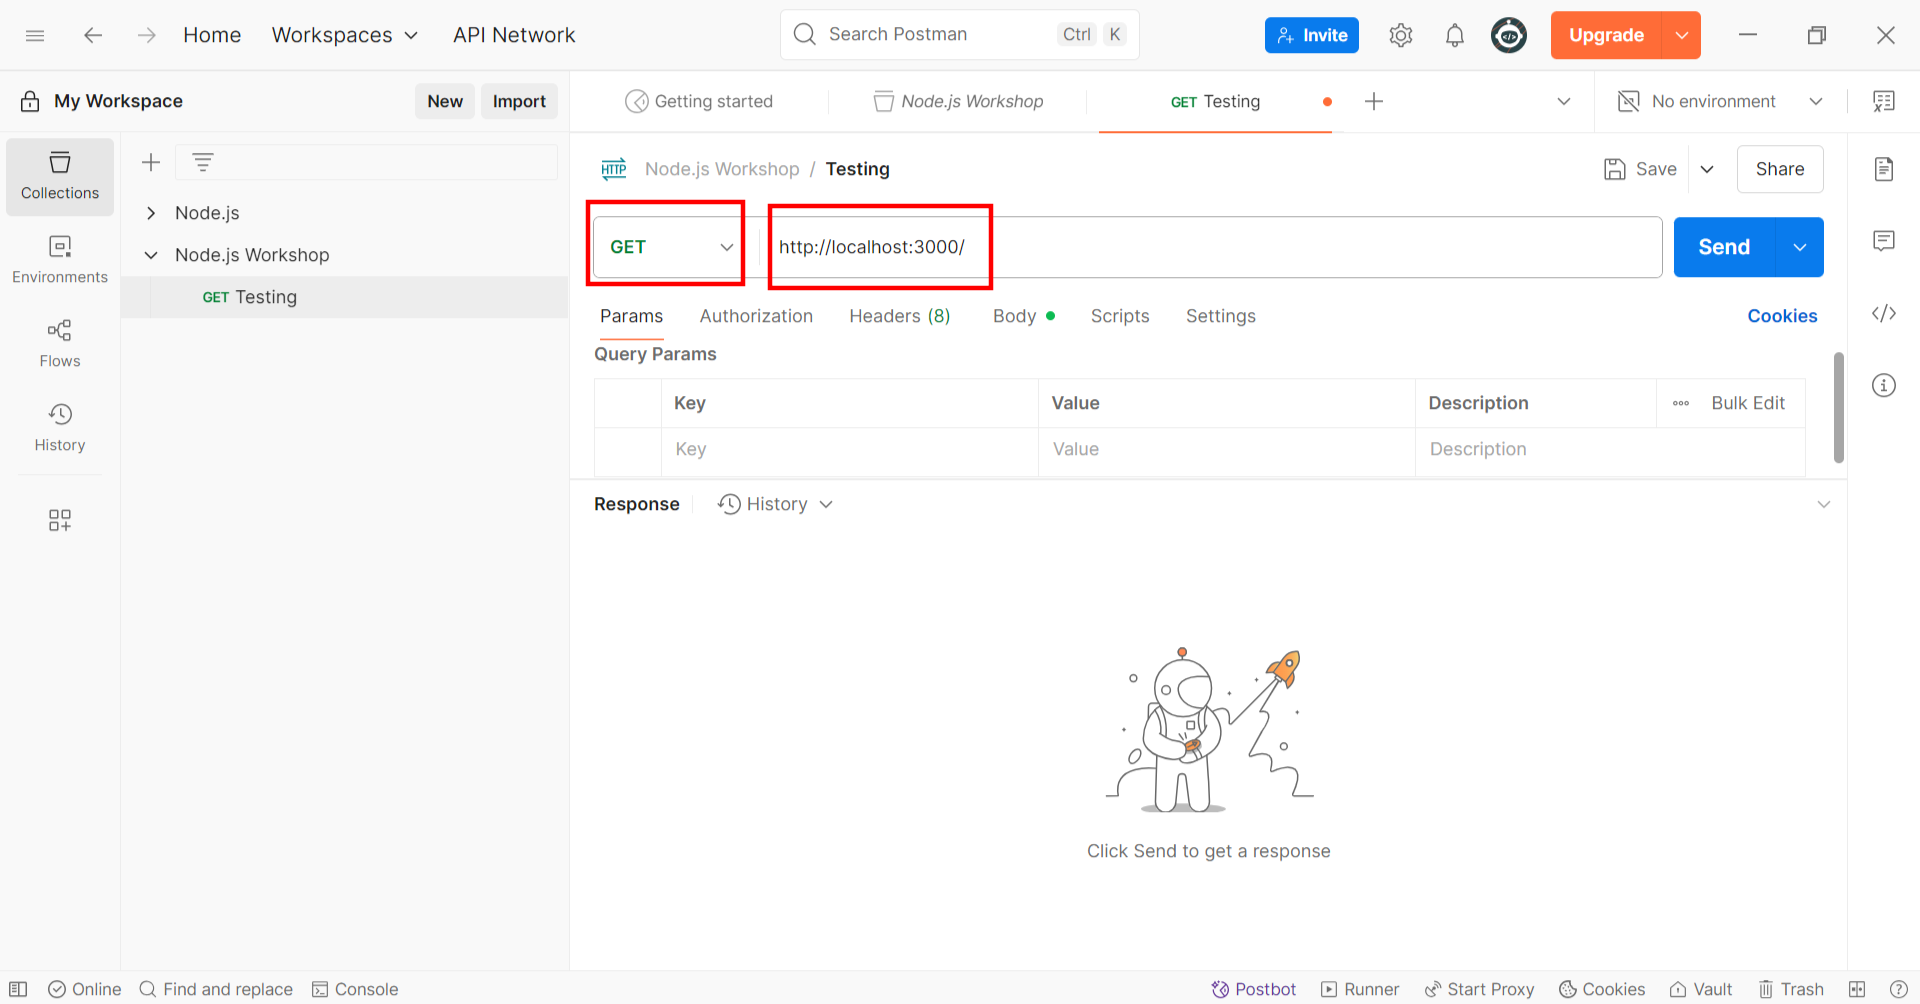 Home Workspaces API Network Search Postman Ctrl K Invite Upgrade
My Workspace New Import Getting started Node.js Workshop GET Testing No environment
Collections
Environments
Flows
History
Node.js
Node.js Workshop
GET Testing
HTTP Node.js Workshop / Testing Save Share
GET http://localhost:3000/ Send
Params Authorization Headers (8) Body Scripts Settings Cookies
Query Params
Key Value Description Bulk Edit
Key Value Description
Response History
Click Send to get a response
Online Find and replace Console Postbot Runner Start Proxy Cookies Vault Trash